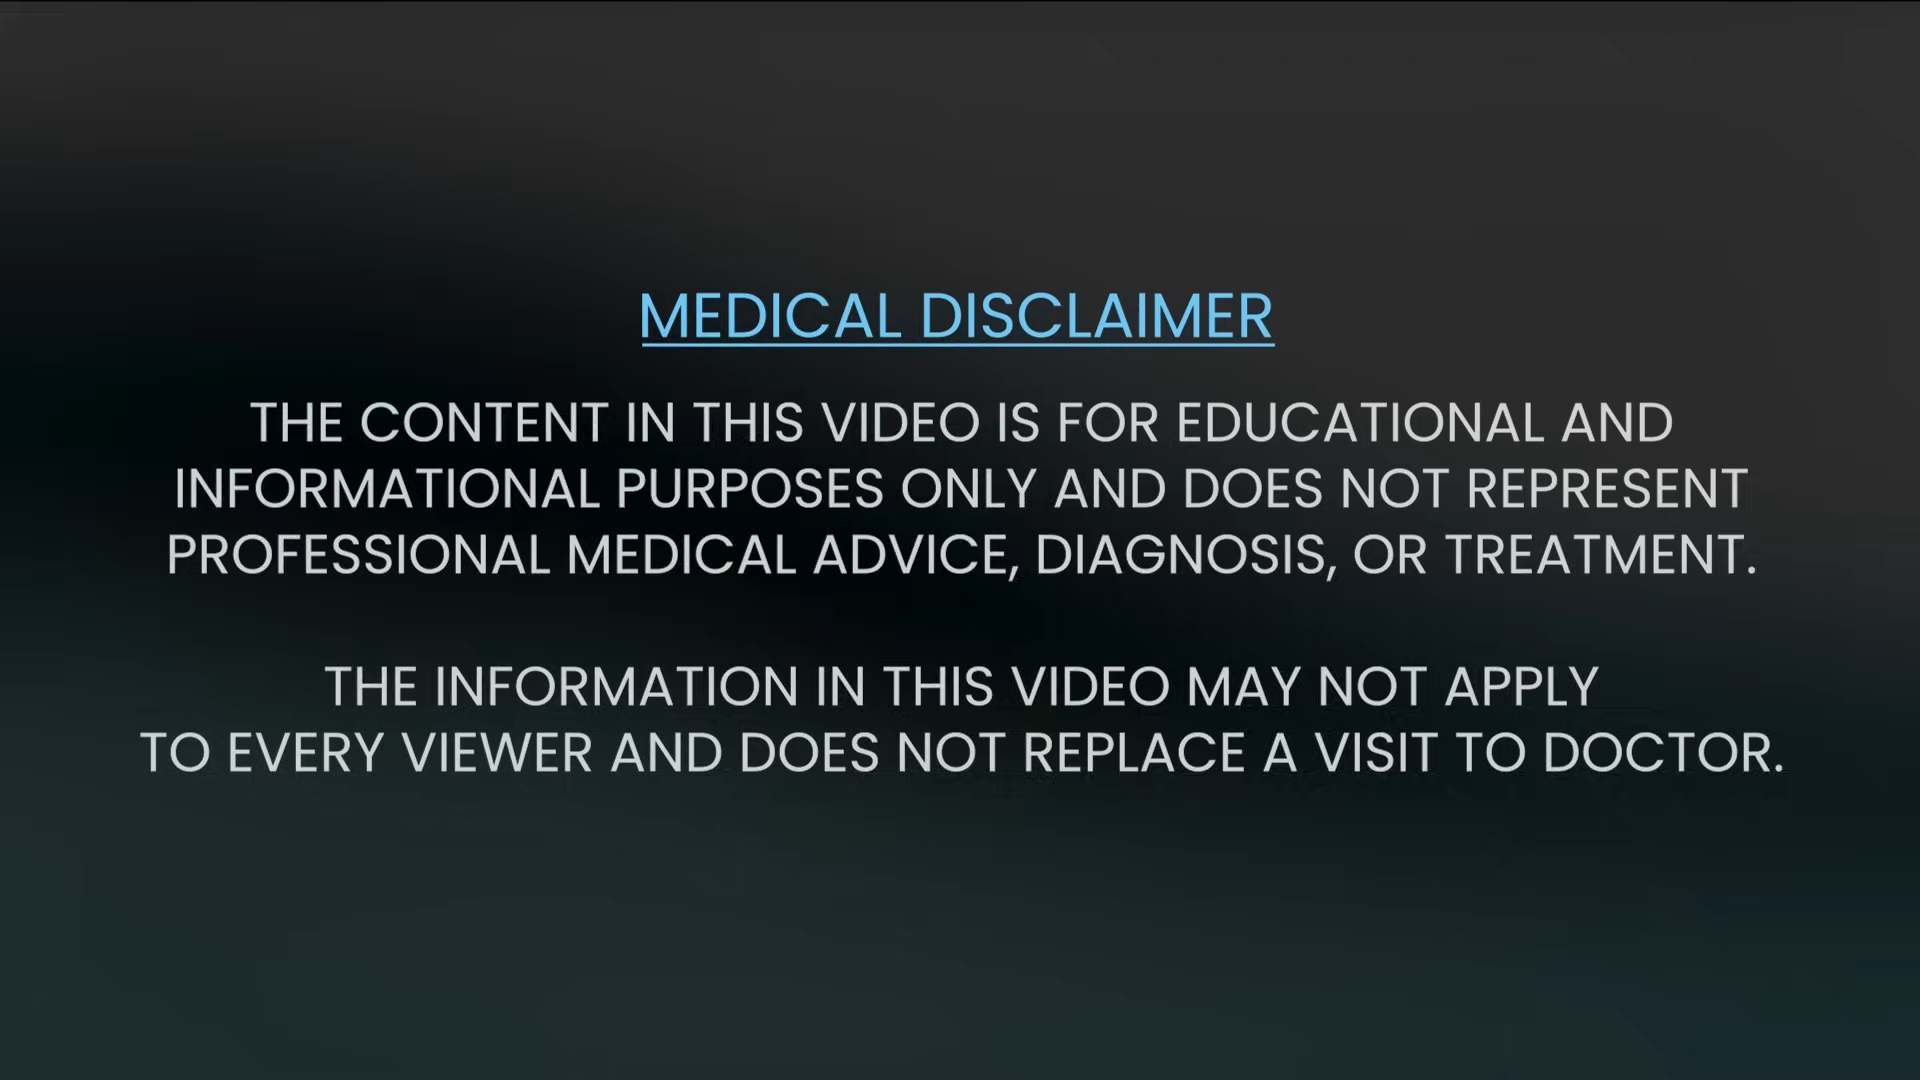 MEDICAL DISCLAIMER
THE CONTENT IN THIS VIDEO IS FOR EDUCATIONAL AND
INFORMATIONAL PURPOSES ONLY AND DOES NOT REPRESENT
PROFESSIONAL MEDICAL ADVICE, DIAGNOSIS, OR TREATMENT.
THE INFORMATION IN THIS VIDEO MAY NOT APPLY
TO EVERY VIEWER AND DOES NOT REPLACE A VISIT TO DOCTOR.